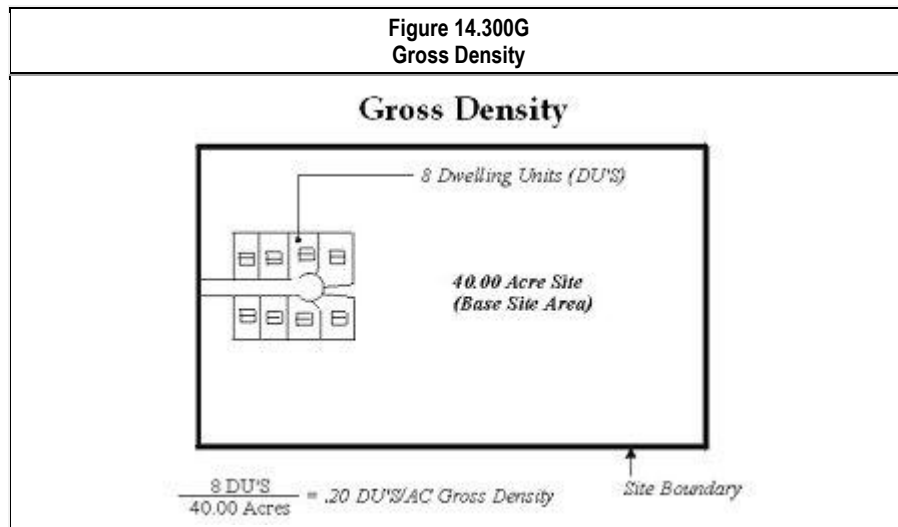 Figure 14.300G
Gross Density
Gross Density
8 Dwelling Units (DU'S)
40.00 Acre Site
(Base Site Area)
8 DU'S
40.00 Acres
= .20 DU'S/AC Gross Density
Site Boundary